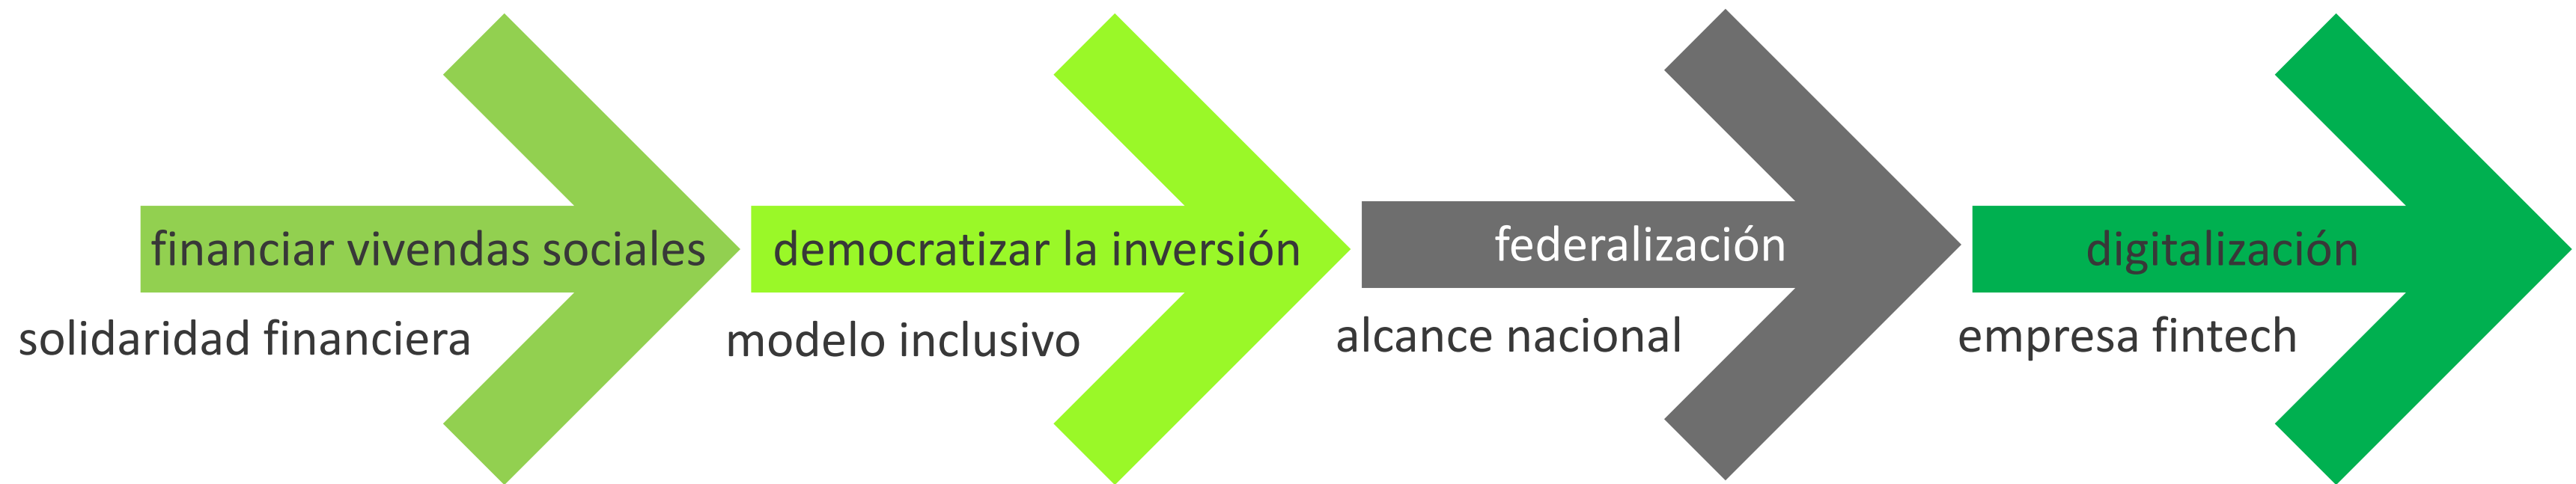 financiar vivendas sociales
solidaridad financiera
democratizar la inversión
modelo inclusivo
federalización
alcance nacional
digitalización
empresa fintech